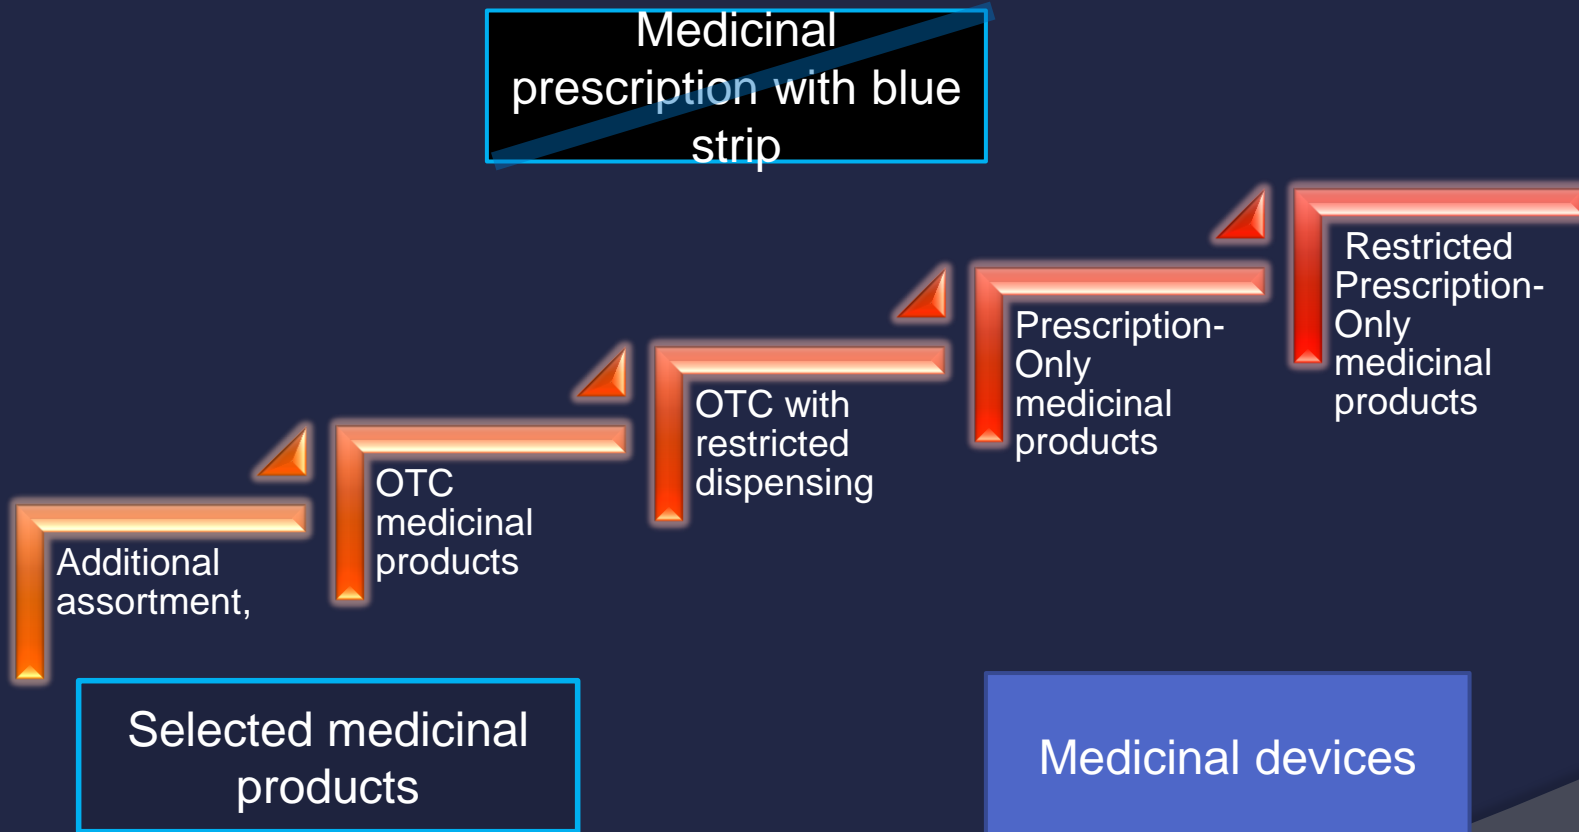 Medicinal
prescription with blue
strip
Additional
assortment,
OTC
medicinal
products
OTC with
restricted
dispensing
Prescription-
Only
medicinal
products
Restricted
Prescription-
Only
medicinal
products
Selected medicinal
products
Medicinal devices